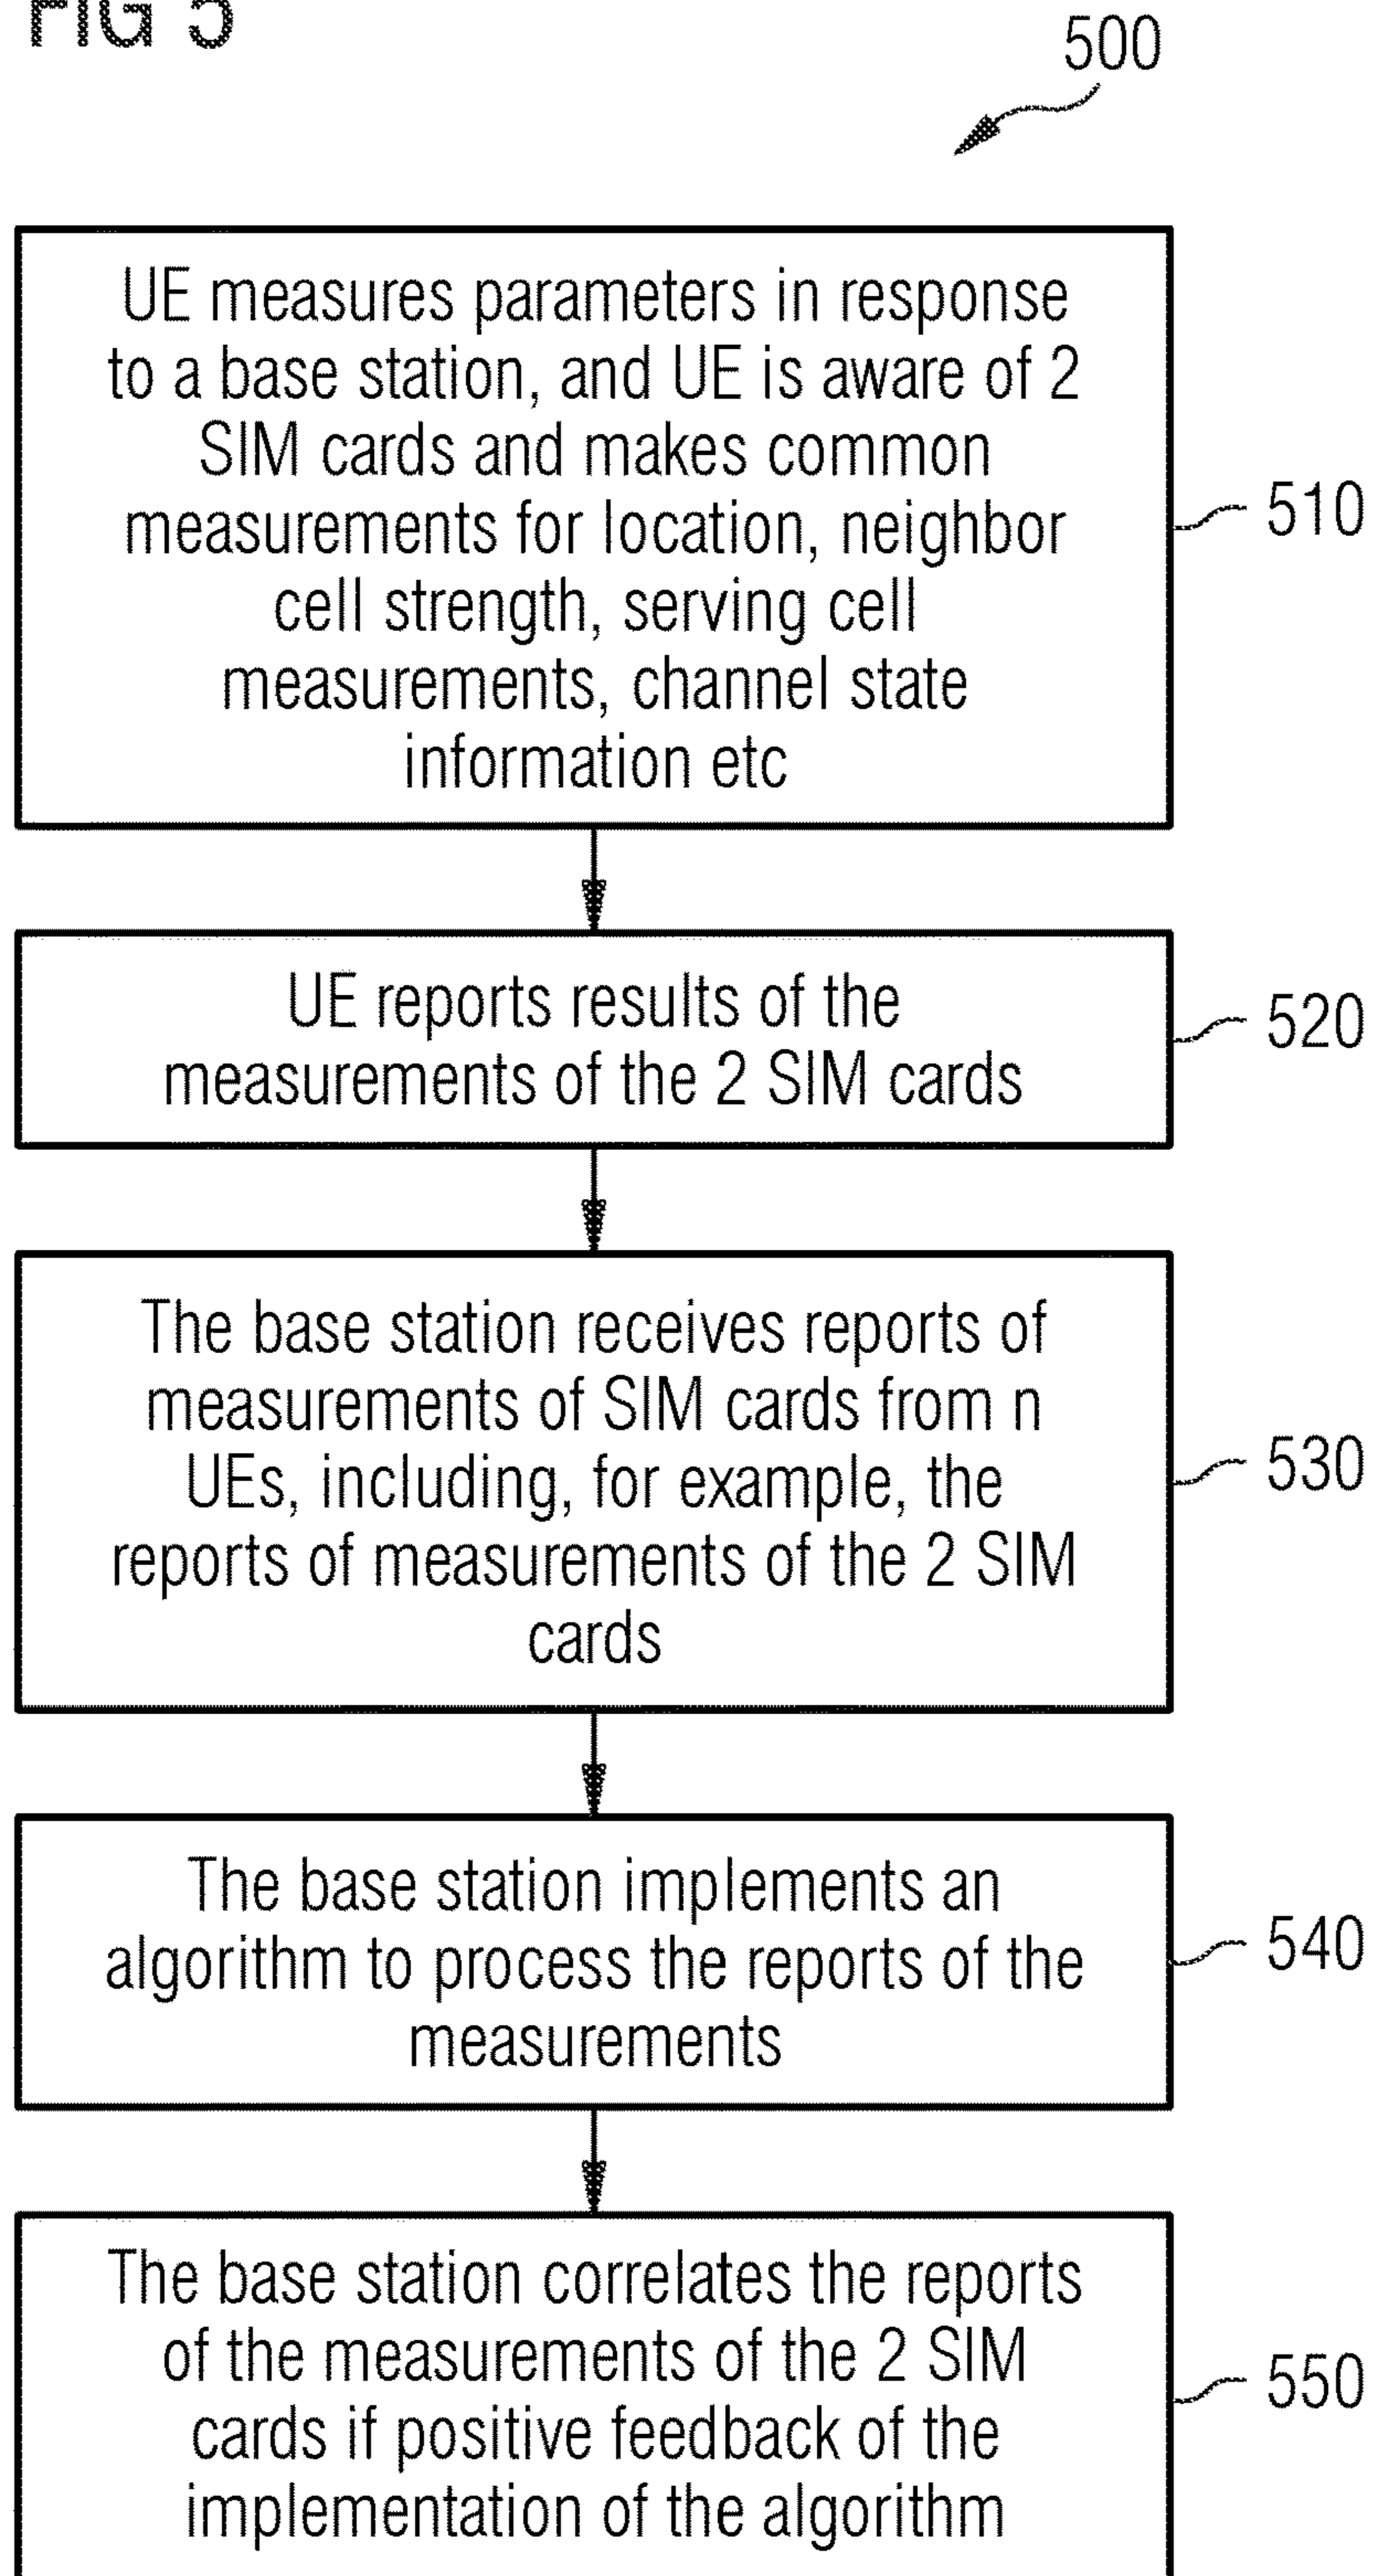 FIG 5
500
UE measures parameters in response
to a base station, and UE is aware of 2
SIM cards and makes common
measurements for location, neighbor
cell strength, serving cell
measurements, channel state
information etc
510
UE reports results of the
measurements of the 2 SIM cards
520
The base station receives reports of
measurements of SIM cards from n
UEs, including, for example, the
reports of measurements of the 2 SIM
cards
530
The base station implements an
algorithm to process the reports of the
measurements
540
The base station correlates the reports
of the measurements of the 2 SIM
cards if positive feedback of the
implementation of the algorithm
550